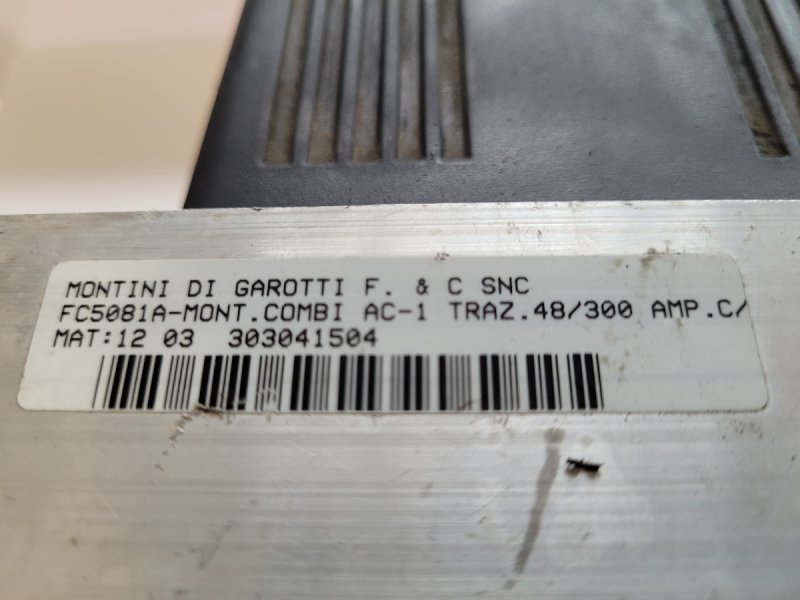 MONTINI DI GAROTTI F. & C SNC
FC5081A-MONT.COMBI AC-1 TRAZ.48/300 AMP.C/
MAT:12 03 303041504